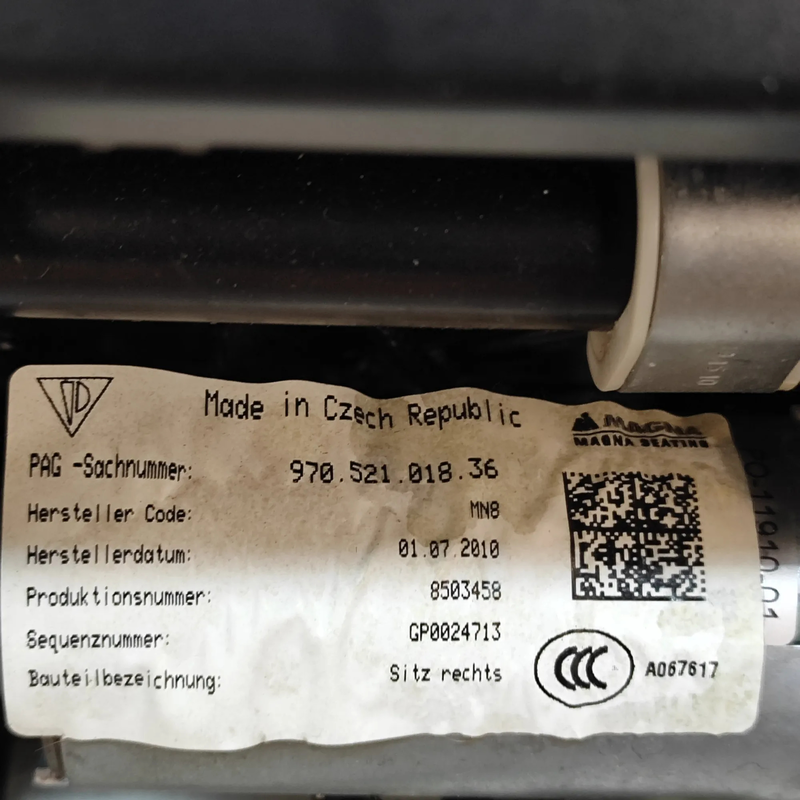 Made in Czech Republic
MAGNA
MAGNA SEATING
PAG -Sachnummer: 970.521.018.36
Hersteller Code: MN8
Herstellerdatum: 01.07.2010
Produktionsnummer: 8503458
Sequenznummer: GP0024713
Bauteilbezeichnung: Sitz rechts
CCC A067617